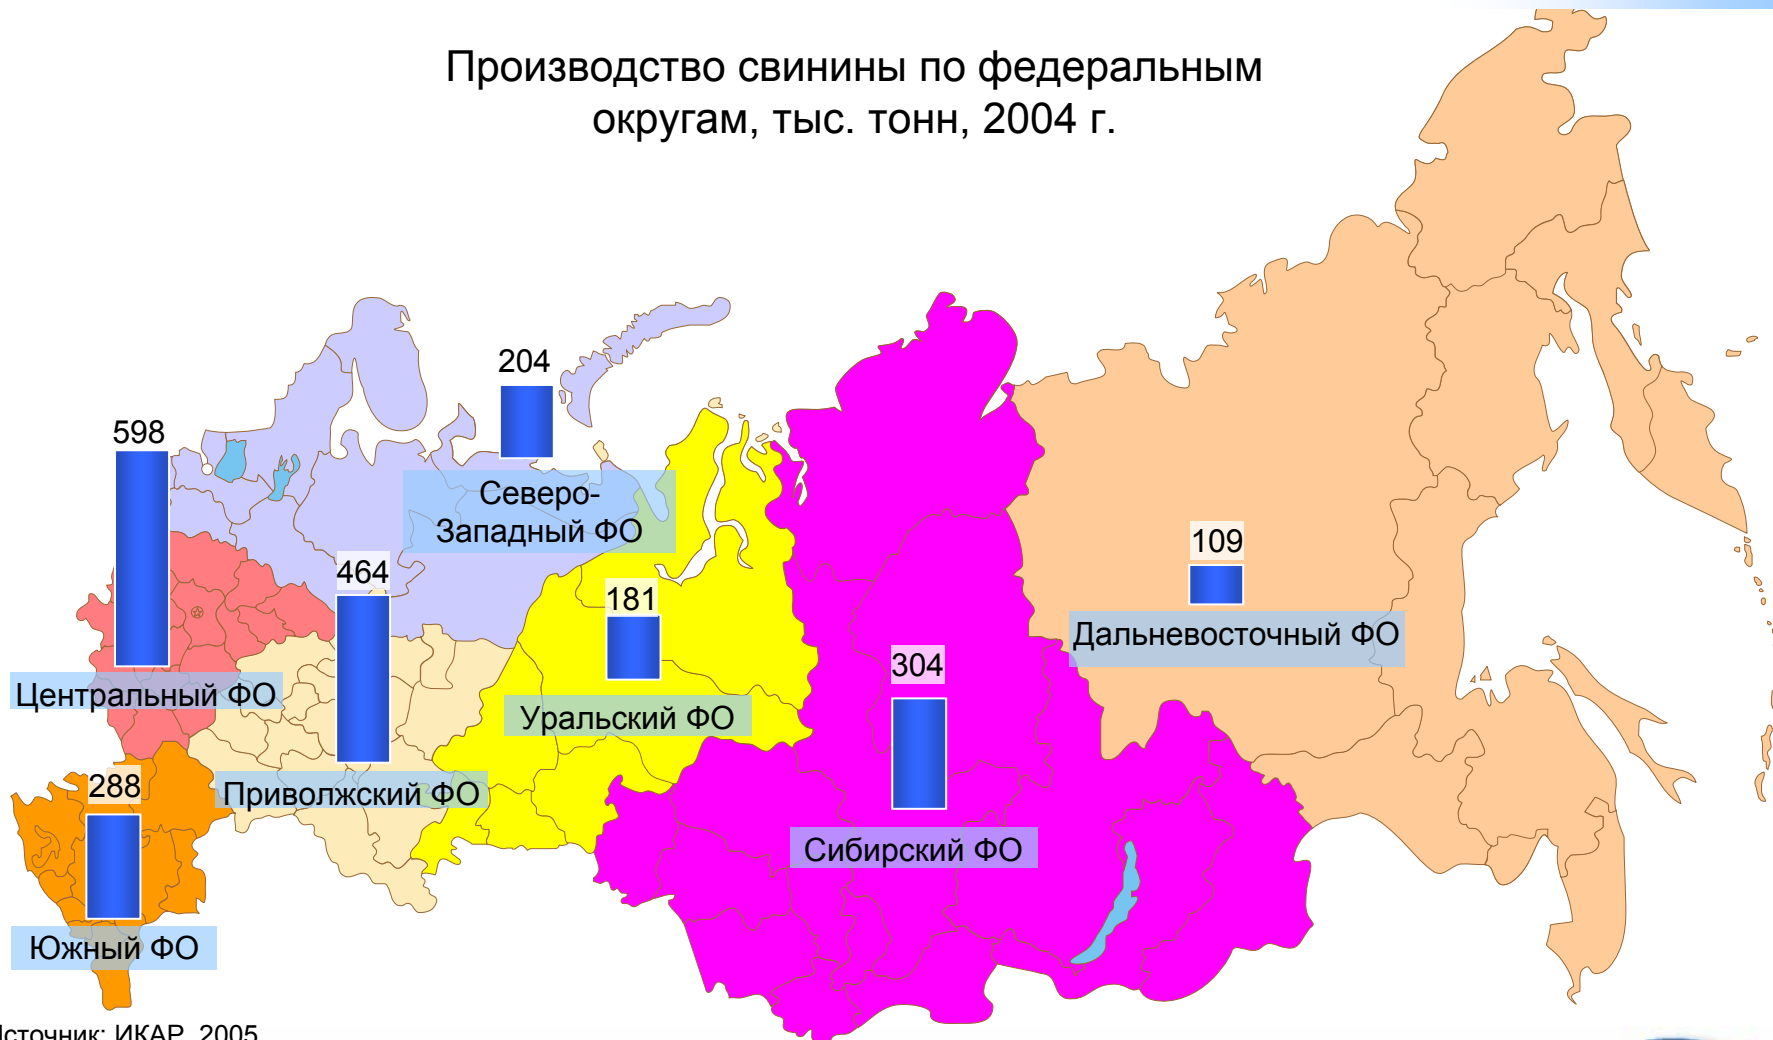 Производство свинины по федеральным
округам, тыс. тонн, 2004 г.
204
598
Северо-
Западный ФО
109
464
181
Дальневосточный ФО
304
Центральный ФО
Уральский ФО
288
Приволжский ФО
Сибирский ФО
Южный ФО
Источник: ИКАР, 2005